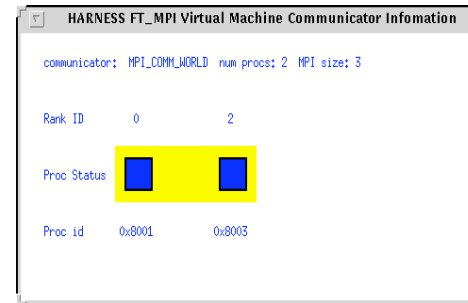 HARNESS FT_MPI Virtual Machine Communicator Infomation
communicator: MPI_COMM_WORLD num procs: 2 MPI size: 3
Rank ID 0 2
Proc Status
Proc id 0x8001 0x8003